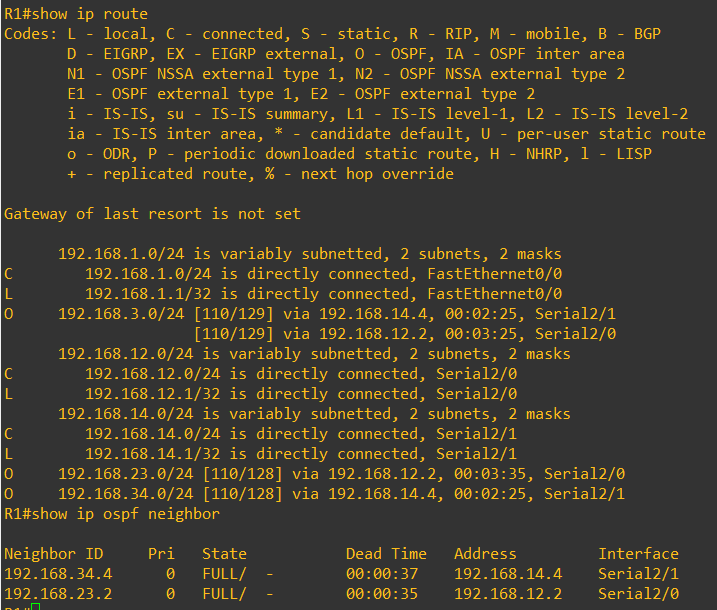 R1#show ip route
Codes: L - local, C - connected, S - static, R - RIP, M - mobile, B - BGP
       D - EIGRP, EX - EIGRP external, O - OSPF, IA - OSPF inter area
       N1 - OSPF NSSA external type 1, N2 - OSPF NSSA external type 2
       E1 - OSPF external type 1, E2 - OSPF external type 2
       i - IS-IS, su - IS-IS summary, L1 - IS-IS level-1, L2 - IS-IS level-2
       ia - IS-IS inter area, * - candidate default, U - per-user static route
       o - ODR, P - periodic downloaded static route, H - NHRP, l - LISP
       + - replicated route, % - next hop override

Gateway of last resort is not set

      192.168.1.0/24 is variably subnetted, 2 subnets, 2 masks
C        192.168.1.0/24 is directly connected, FastEthernet0/0
L        192.168.1.1/32 is directly connected, FastEthernet0/0
O     192.168.3.0/24 [110/129] via 192.168.14.4, 00:02:25, Serial2/1
                     [110/129] via 192.168.12.2, 00:03:25, Serial2/0
      192.168.12.0/24 is variably subnetted, 2 subnets, 2 masks
C        192.168.12.0/24 is directly connected, Serial2/0
L        192.168.12.1/32 is directly connected, Serial2/0
      192.168.14.0/24 is variably subnetted, 2 subnets, 2 masks
C        192.168.14.0/24 is directly connected, Serial2/1
L        192.168.14.1/32 is directly connected, Serial2/1
O     192.168.23.0/24 [110/128] via 192.168.12.2, 00:03:35, Serial2/0
O     192.168.34.0/24 [110/128] via 192.168.14.4, 00:02:25, Serial2/1
R1#show ip ospf neighbor

Neighbor ID     Pri   State           Dead Time   Address         Interface
192.168.34.4      0   FULL/  -        00:00:37    192.168.14.4    Serial2/1
192.168.23.2      0   FULL/  -        00:00:35    192.168.12.2    Serial2/0
R1#